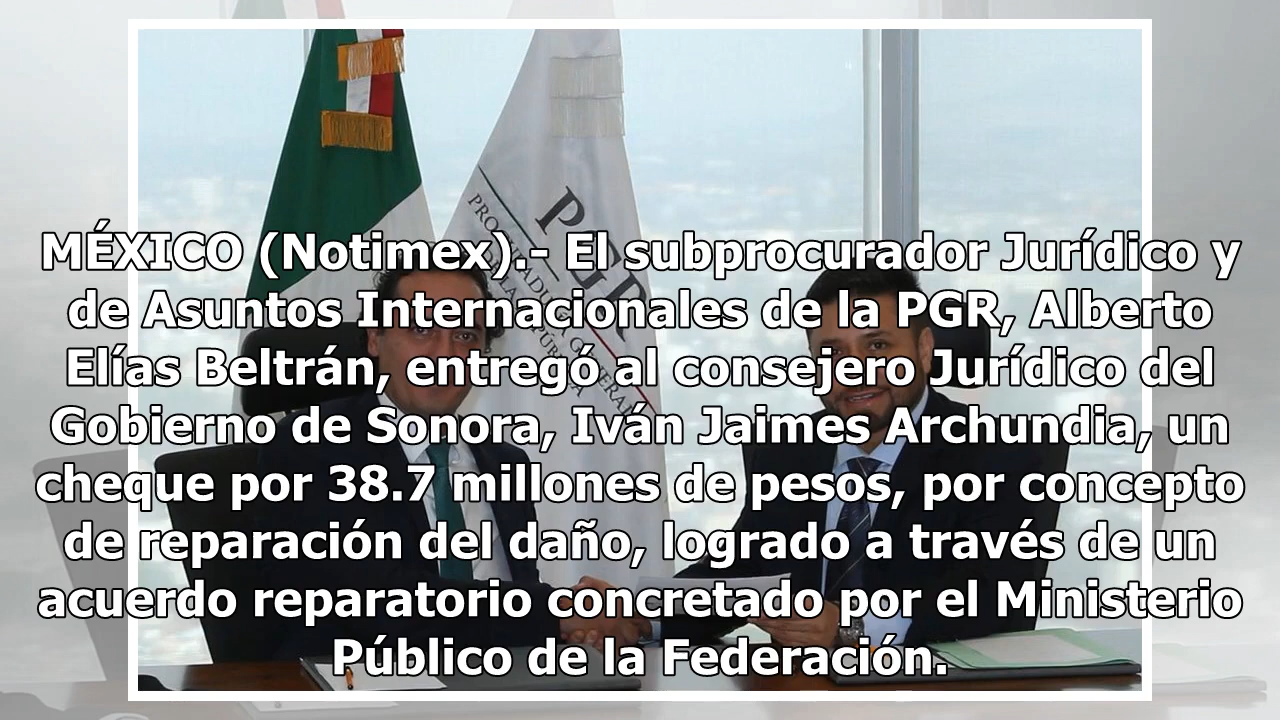 MÉXICO (Notimex).- El subprocurador Jurídico y
de Asuntos Internacionales de la PGR, Alberto
Elías Beltrán, entregó al consejero Jurídico del
Gobierno de Sonora, Iván Jaimes Archundia, un
cheque por 38.7 millones de pesos, por concepto
de reparación del daño, logrado a través de un
acuerdo reparatorio concretado por el Ministerio
Público de la Federación.
PGR